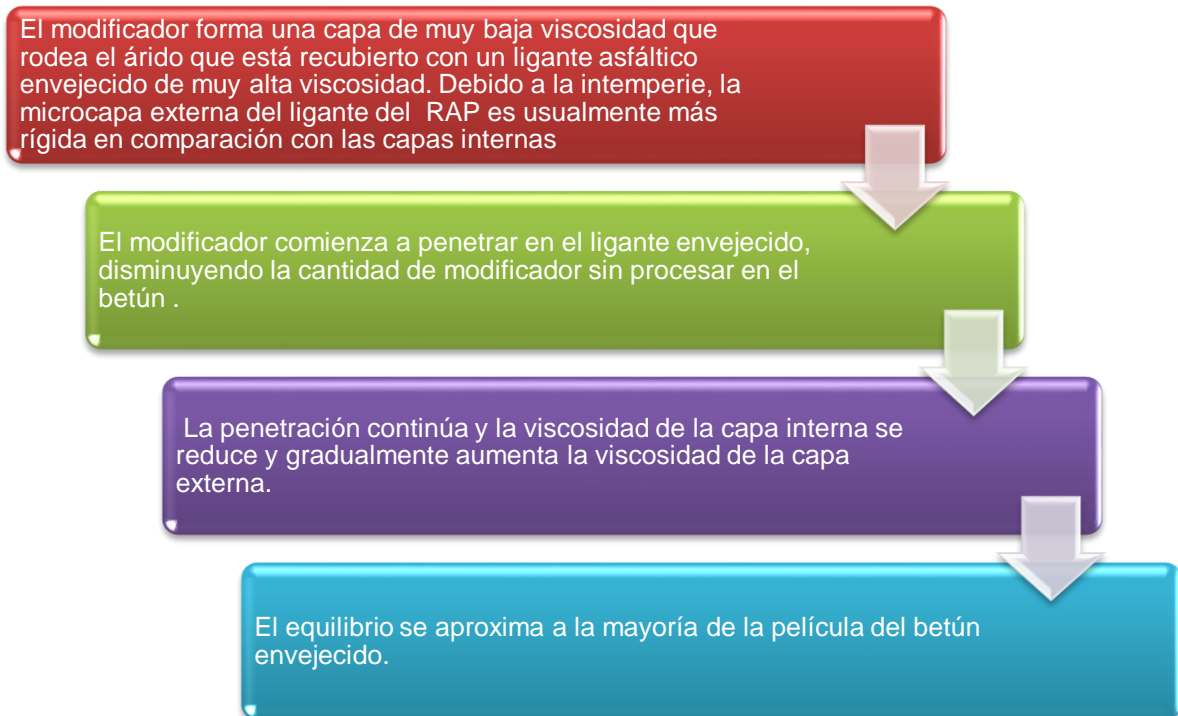 El modificador forma una capa de muy baja viscosidad que
rodea el árido que está recubierto con un ligante asfáltico
envejecido de muy alta viscosidad. Debido a la intemperie, la
microcapa externa del ligante del  RAP es usualmente más
rígida en comparación con las capas internas
El modificador comienza a penetrar en el ligante envejecido,
disminuyendo la cantidad de modificador sin procesar en el
betún .
La penetración continúa y la viscosidad de la capa interna se
reduce y gradualmente aumenta la viscosidad de la capa
externa.
El equilibrio se aproxima a la mayoría de la película del betún
envejecido.